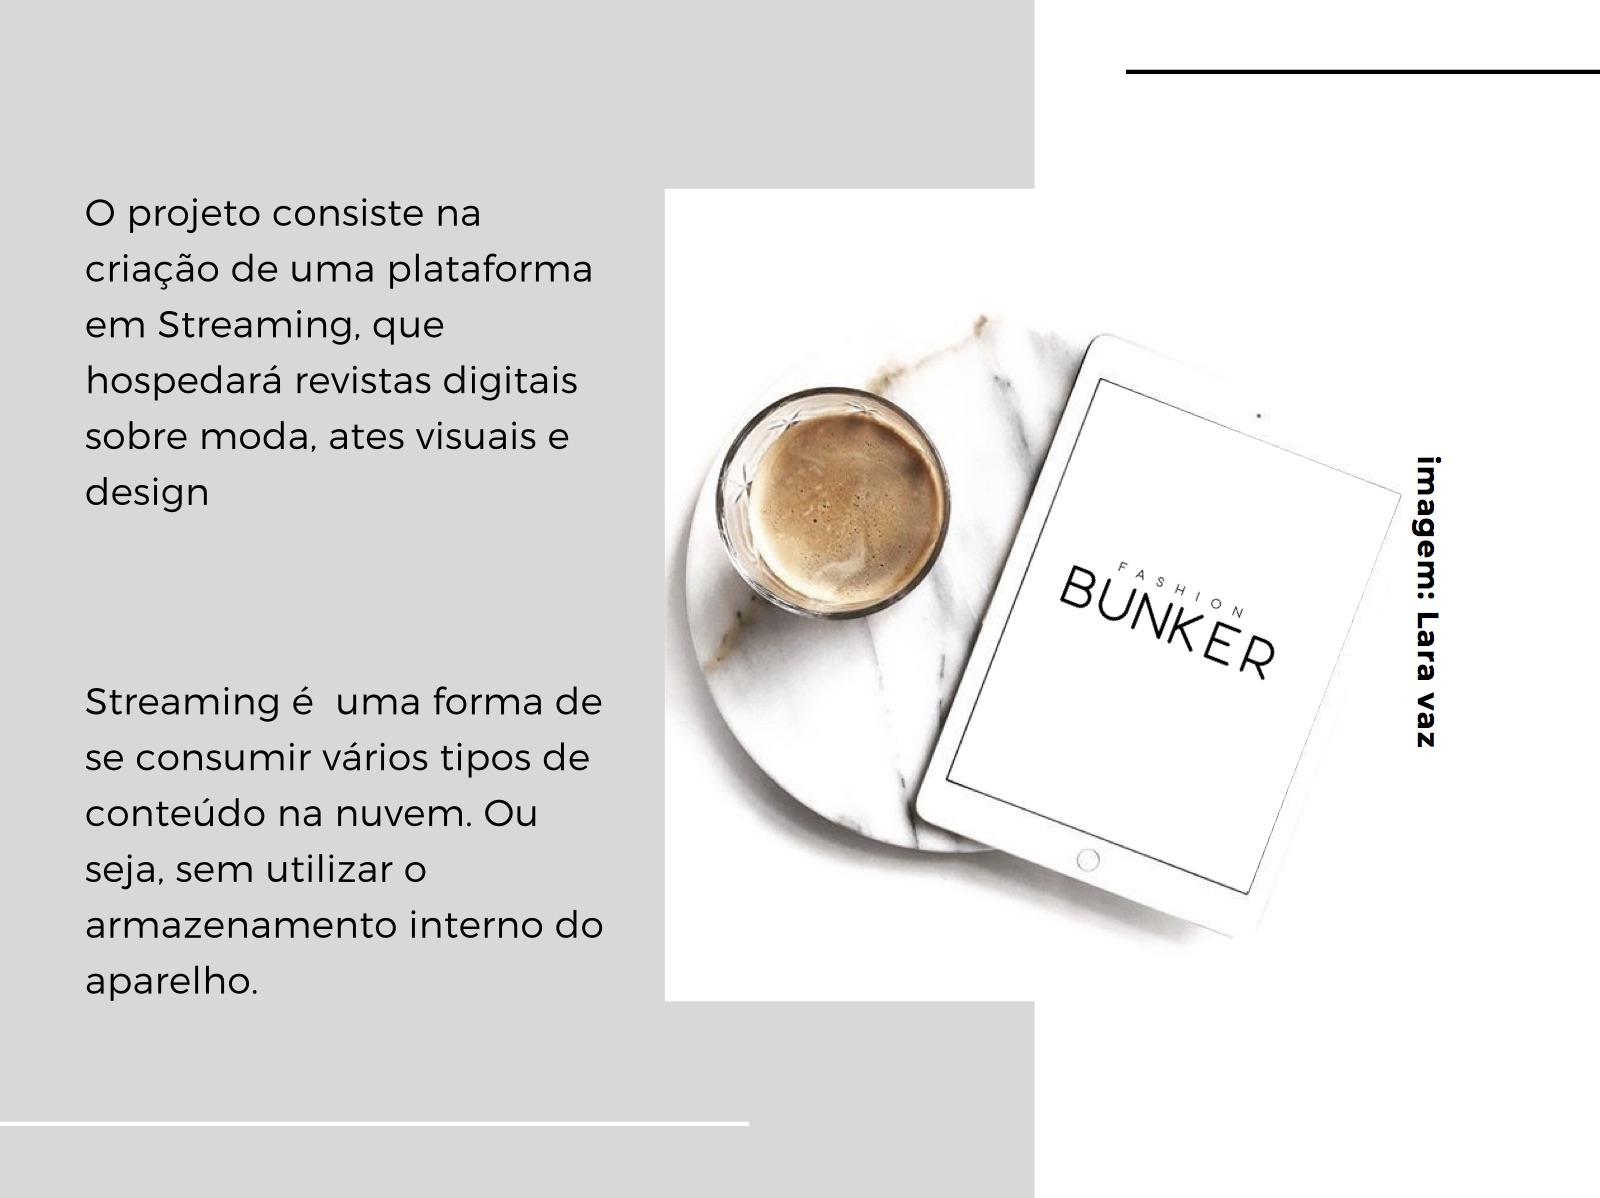 O projeto consiste na
criação de uma plataforma
em Streaming, que
hospedará revistas digitais
sobre moda, ates visuais e
design
Streaming é  uma forma de
se consumir vários tipos de
conteúdo na nuvem. Ou
seja, sem utilizar o
armazenamento interno do
aparelho.
FASHION
BUNKER
imagem: Lara vaz